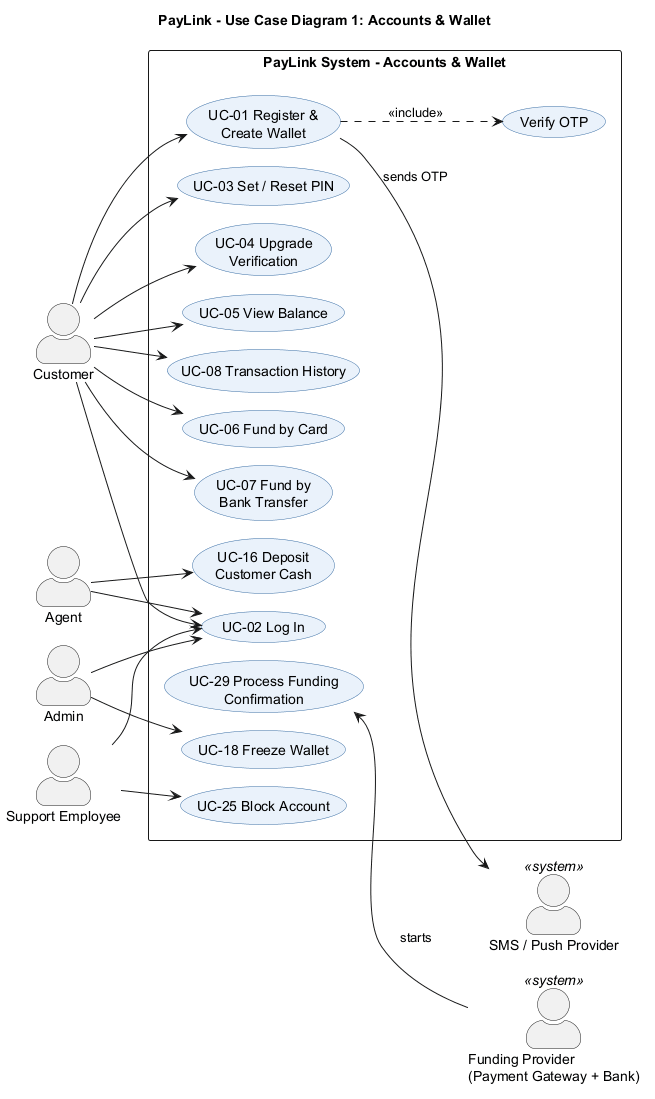 PayLink - Use Case Diagram 1: Accounts & Wallet
PayLink System - Accounts & Wallet
UC-01 Register &
Create Wallet
«include»
Verify OTP
sends OTP
UC-03 Set / Reset PIN
UC-04 Upgrade
Verification
UC-05 View Balance
Customer
UC-08 Transaction History
UC-06 Fund by Card
UC-07 Fund by
Bank Transfer
UC-16 Deposit
Customer Cash
Agent
UC-02 Log In
UC-29 Process Funding
Confirmation
Admin
UC-18 Freeze Wallet
UC-25 Block Account
Support Employee
«system»
SMS / Push Provider
starts
«system»
Funding Provider
(Payment Gateway + Bank)